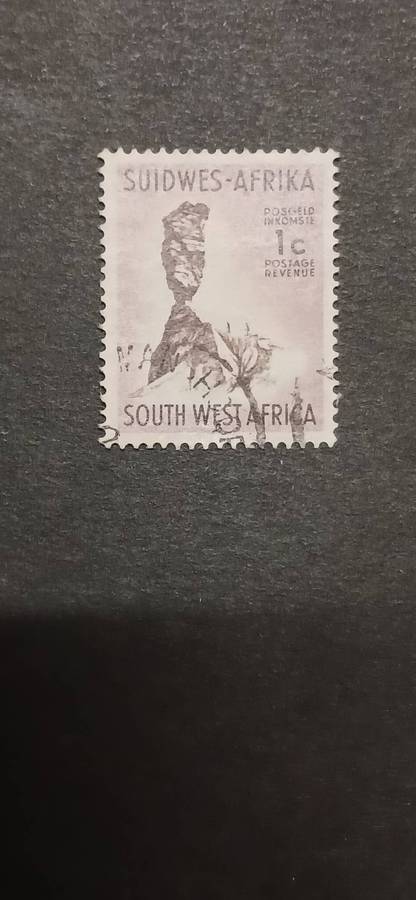 SUIDWES-AFRIKA
POSGELD
INKOMSTE
1c
POSTAGE
REVENUE
SOUTH WEST AFRICA